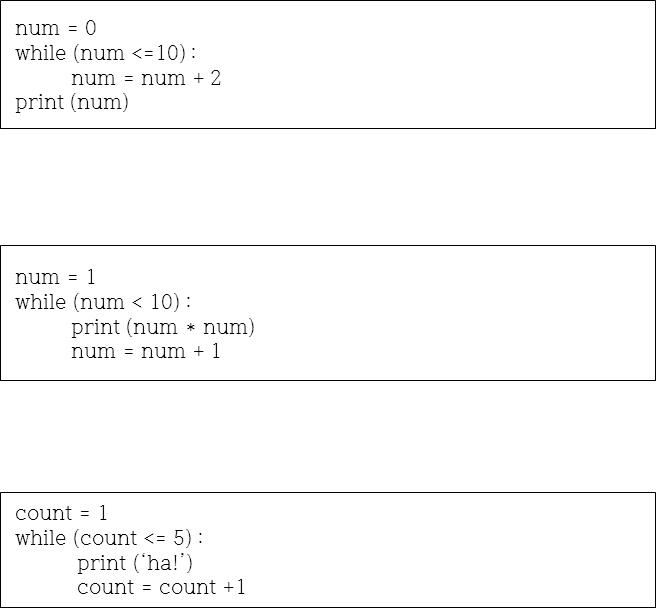 num = 0
while (num <=10) :
num = num + 2
print (num)
num = 1
while (num < 10) :
print (num * num)
num = num + 1
count = 1
while (count <= 5) :
print (‘ha!’)
count = count +1